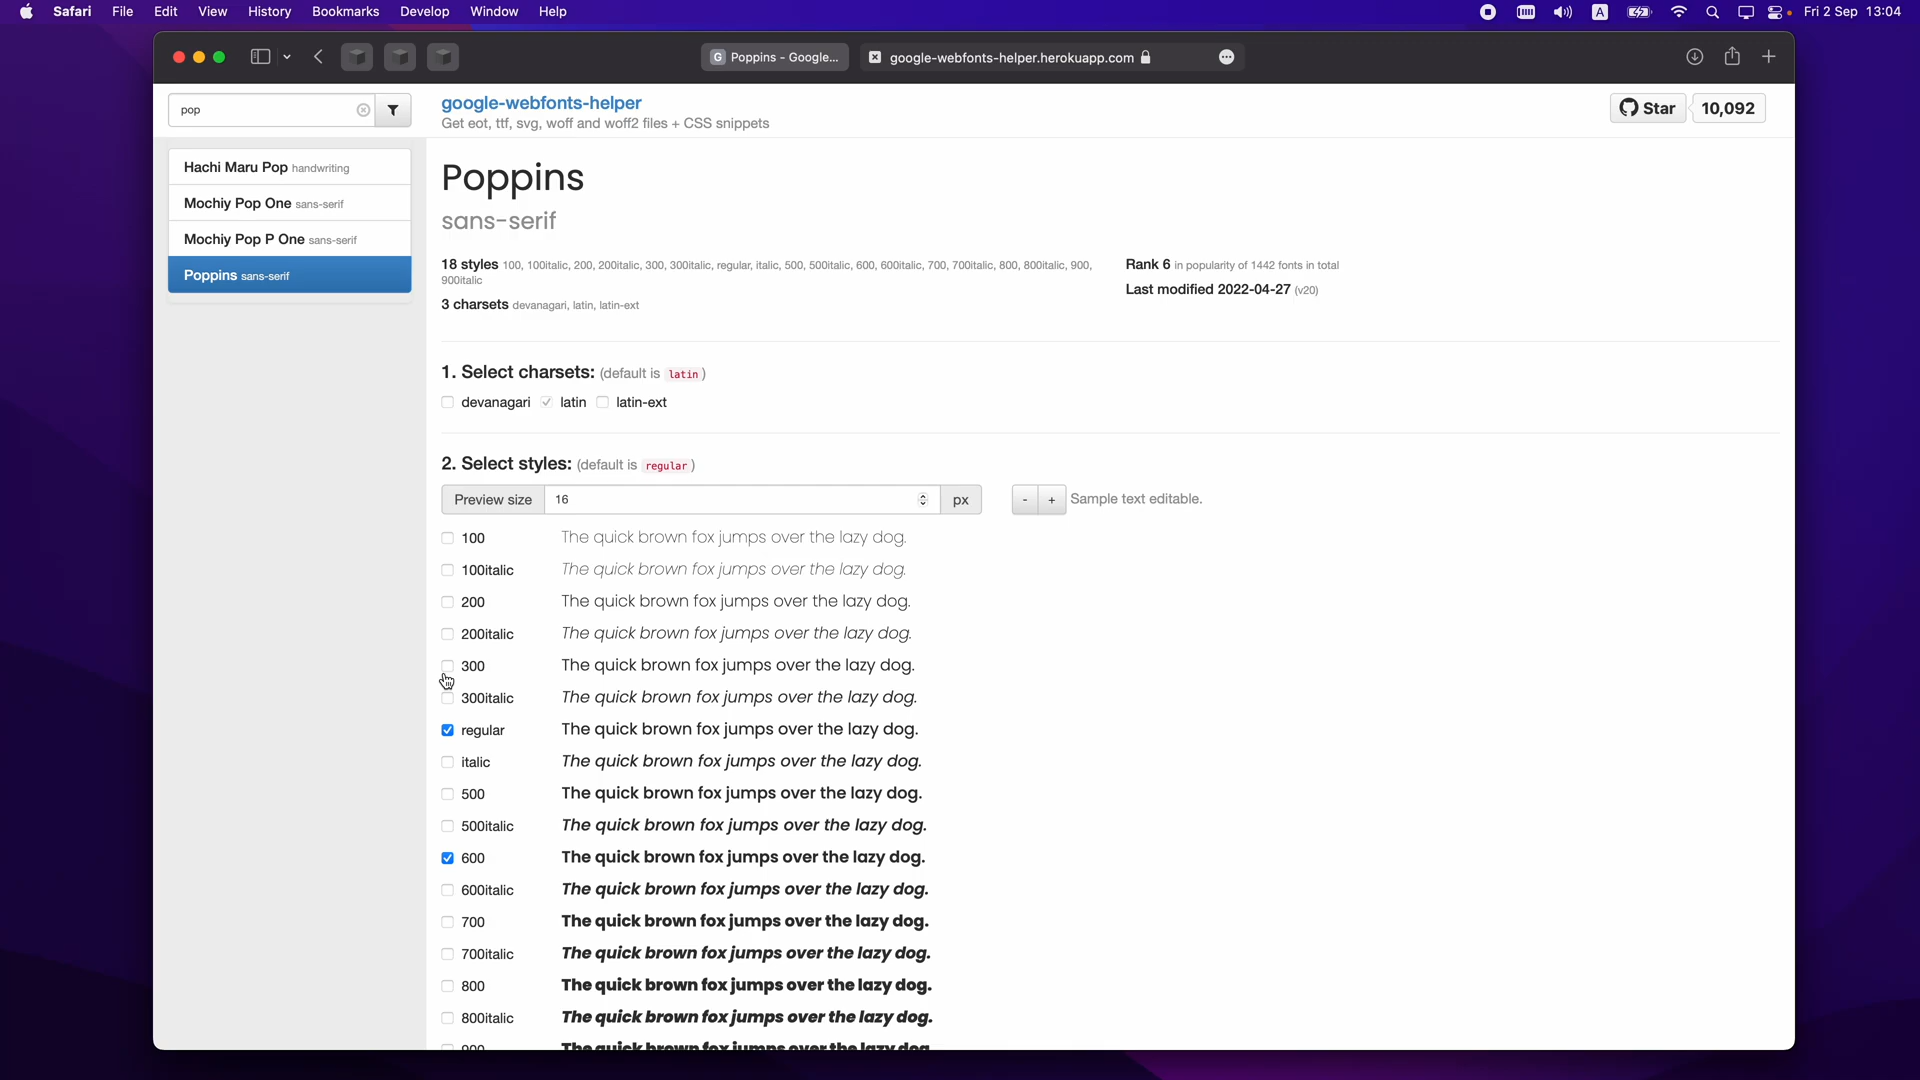 Safari File Edit View History Bookmarks Develop Window Help A Fri 2 Sep 13:04
G Poppins - Google... google-webfonts-helper.herokuapp.com
pop
google-webfonts-helper
Get eot, ttf, svg, woff and woff2 files + CSS snippets
Star 10,092
Hachi Maru Pop handwriting
Mochiy Pop One sans-serif
Mochiy Pop P One sans-serif
Poppins sans-serif
Poppins
sans-serif
18 styles 100, 100italic, 200, 200italic, 300, 300italic, regular, italic, 500, 500italic, 600, 600italic, 700, 700italic, 800, 800italic, 900,
900italic
3 charsets devanagari, latin, latin-ext
Rank 6 in popularity of 1442 fonts in total
Last modified 2022-04-27 (v20)
1. Select charsets: (default is latin )
devanagari latin latin-ext
2. Select styles: (default is regular )
Preview size 16 px - + Sample text editable.
100 The quick brown fox jumps over the lazy dog.
100italic The quick brown fox jumps over the lazy dog.
200 The quick brown fox jumps over the lazy dog.
200italic The quick brown fox jumps over the lazy dog.
300 The quick brown fox jumps over the lazy dog.
300italic The quick brown fox jumps over the lazy dog.
regular The quick brown fox jumps over the lazy dog.
italic The quick brown fox jumps over the lazy dog.
500 The quick brown fox jumps over the lazy dog.
500italic The quick brown fox jumps over the lazy dog.
600 The quick brown fox jumps over the lazy dog.
600italic The quick brown fox jumps over the lazy dog.
700 The quick brown fox jumps over the lazy dog.
700italic The quick brown fox jumps over the lazy dog.
800 The quick brown fox jumps over the lazy dog.
800italic The quick brown fox jumps over the lazy dog.
900 The quick brown fox jumps over the lazy dog.